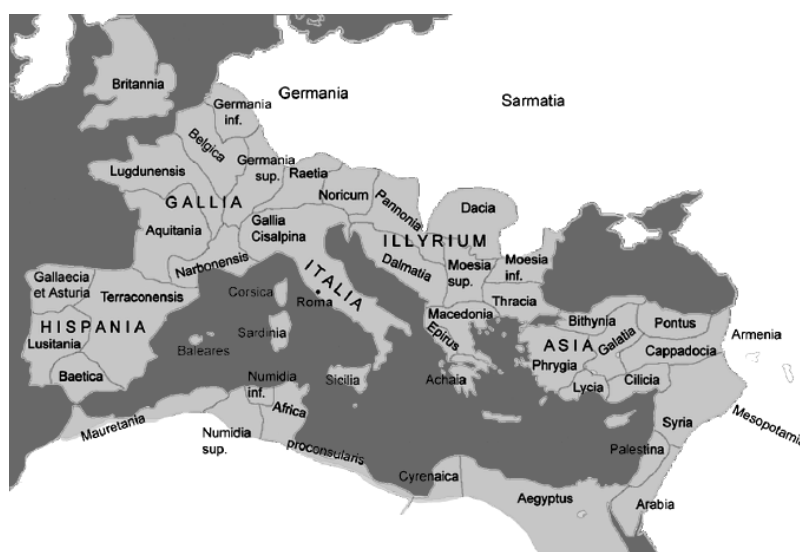 Britannia
Germania
Sarmatia
Germania
inf.
Belgica
Lugdunensis
Germania
sup.
Raetia
Noricum
Pannonia
Dacia
GALLIA
Aquitania
Gallia
Cisalpina
ILLYRIUM
Dalmatia
Moesia
sup.
Moesia
inf.
Narbonensis
ITALIA
Roma
Corsica
Gallaecia
et Asturia
Terraconensis
Thracia
Macedonia
Epirus
HISPANIA
Lusitania
Baetica
Baleares
Sardinia
Bithynia
Pontus
Armenia
ASIA
Galatia
Cappadocia
Phrygia
Lycia
Cilicia
Achaia
Sicilia
Numidia
inf.
Africa
Mauretania
Numidia
sup.
proconsularis
Cyrenaica
Aegyptus
Syria
Mesopotamia
Palestina
Arabia